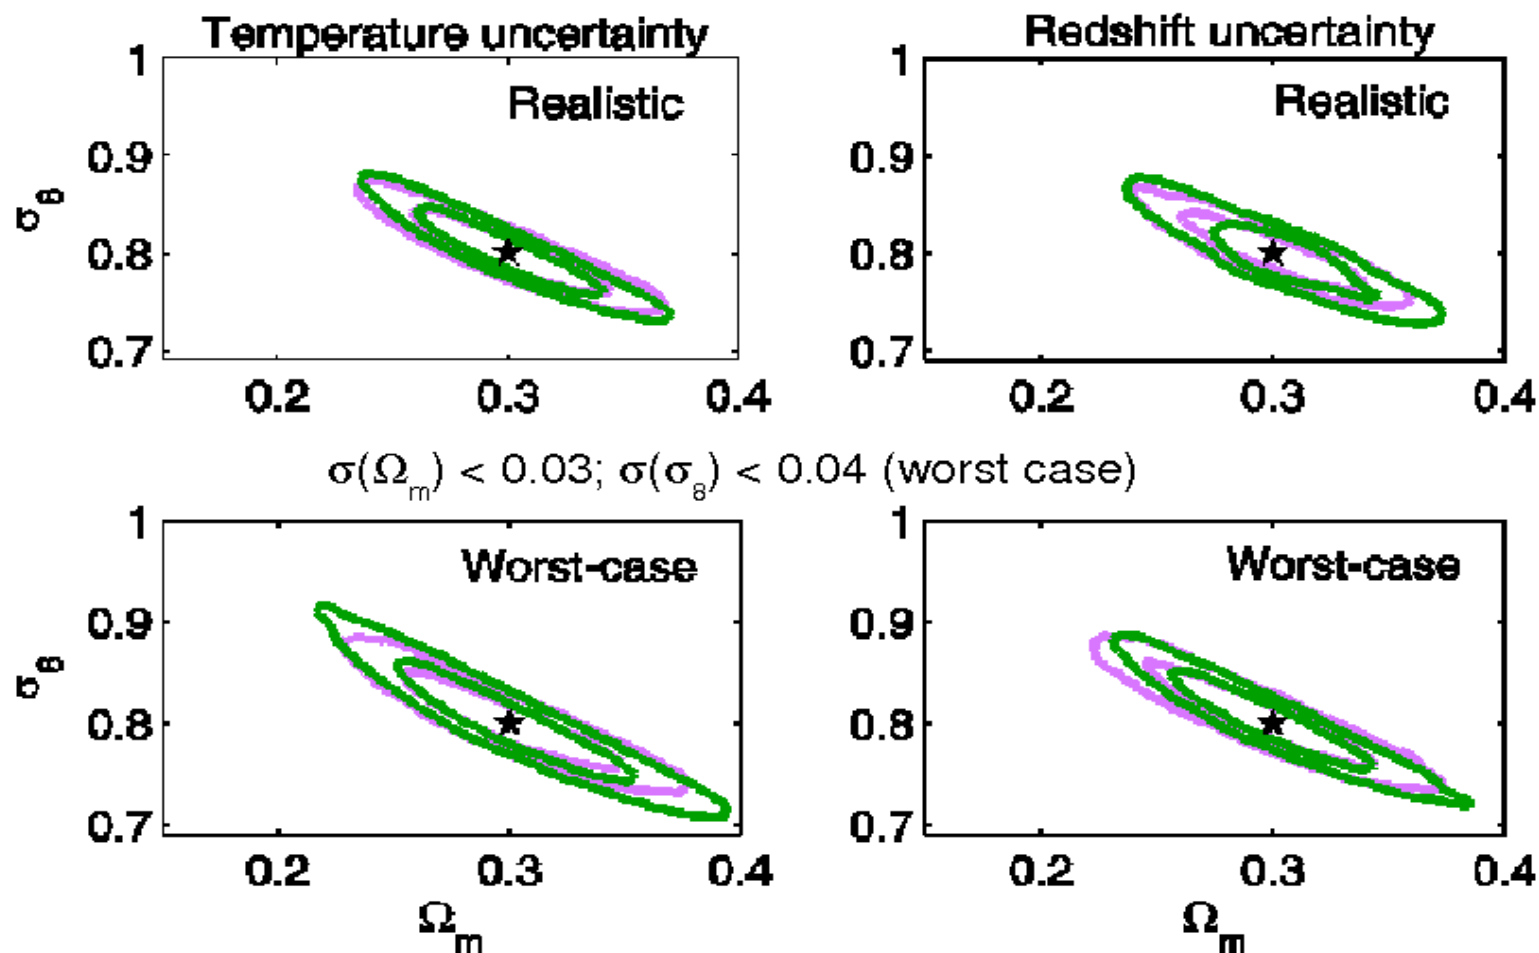 Temperature uncertainty Redshift uncertainty
1 Realistic 1 Realistic
0.9 0.9
σ8 0.8 0.8
0.7 0.7
0.2 0.3 0.4 0.2 0.3 0.4
σ(Ωm) < 0.03; σ(σ8) < 0.04 (worst case)
1 Worst-case 1 Worst-case
0.9 0.9
σ8 0.8 0.8
0.7 0.7
0.2 0.3 0.4 0.2 0.3 0.4
Ωm Ωm